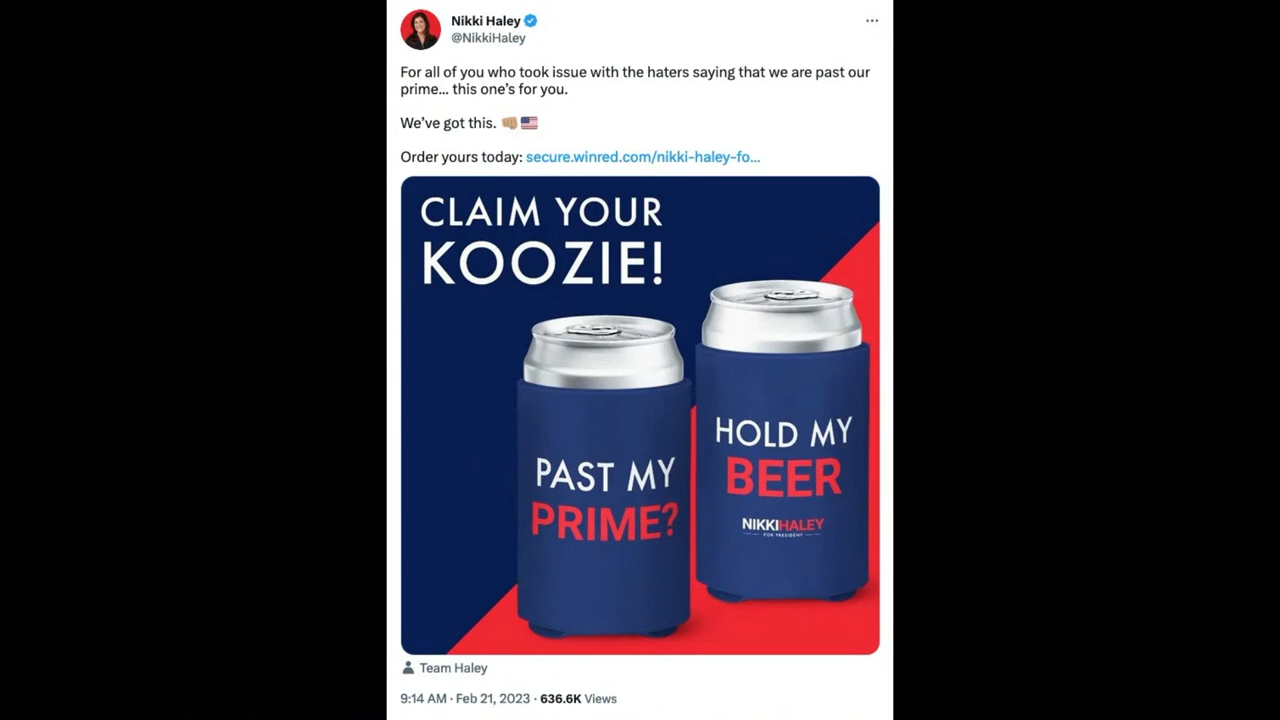 Nikki Haley
@NikkiHaley
For all of you who took issue with the haters saying that we are past our
prime... this one's for you.
We've got this. 👊🏼🇺🇸
Order yours today: secure.winred.com/nikki-haley-fo...
CLAIM YOUR
KOOZIE!
PAST MY
PRIME?
HOLD MY
BEER
NIKKIHALEY
FOR PRESIDENT
Team Haley
9:14 AM · Feb 21, 2023 · 636.6K Views